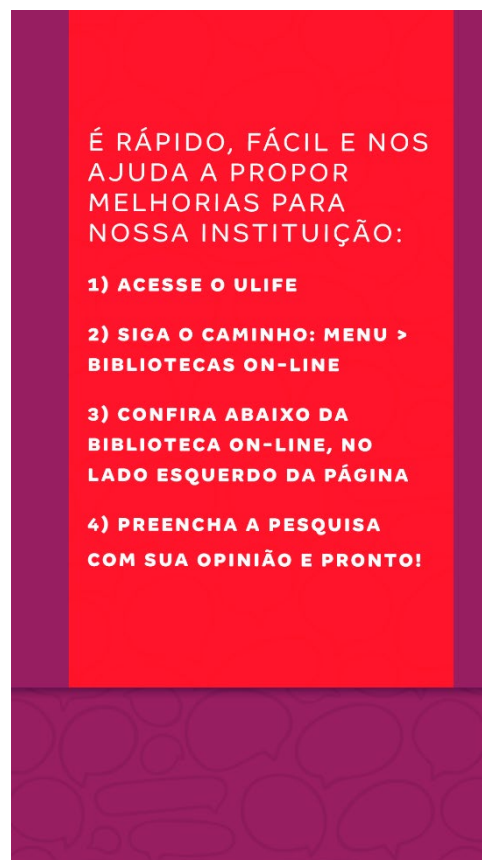 É RÁPIDO, FÁCIL E NOS
AJUDA A PROPOR
MELHORIAS PARA
NOSSA INSTITUIÇÃO:
1) ACESSE O ULIFE
2) SIGA O CAMINHO: MENU >
BIBLIOTECAS ON-LINE
3) CONFIRA ABAIXO DA
BIBLIOTECA ON-LINE, NO
LADO ESQUERDO DA PÁGINA
4) PREENCHA A PESQUISA
COM SUA OPINIÃO E PRONTO!